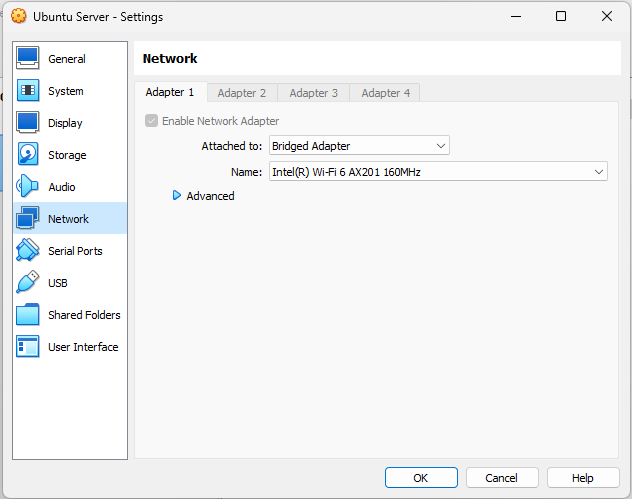 Ubuntu Server - Settings
General
System
Display
Storage
Audio
Network
Serial Ports
USB
Shared Folders
User Interface
Network
Adapter 1 Adapter 2 Adapter 3 Adapter 4
Enable Network Adapter
Attached to: Bridged Adapter
Name: Intel(R) Wi-Fi 6 AX201 160MHz
Advanced
OK Cancel Help